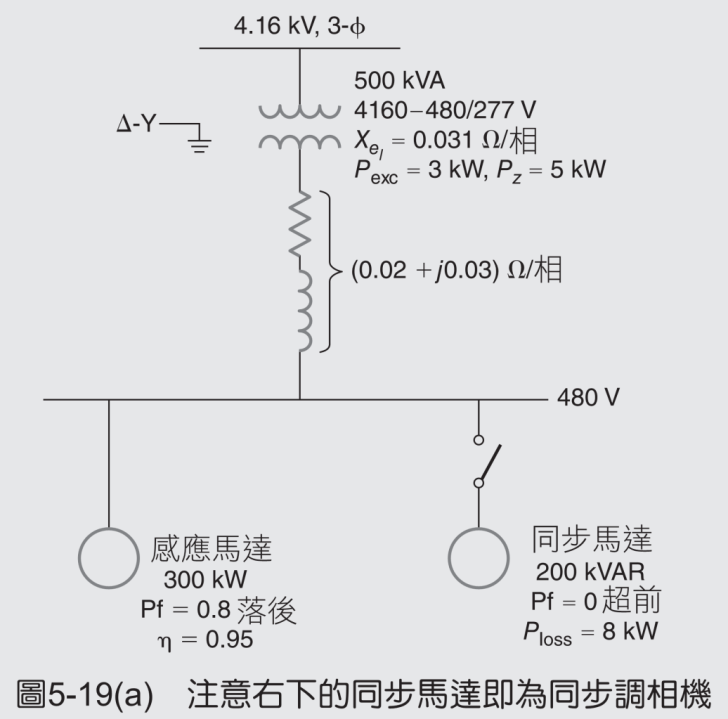 4.16 kV, 3-ϕ
500 kVA
4160–480/277 V
Δ-Y
X_{e_l} = 0.031 Ω/相
P_exc = 3 kW, P_z = 5 kW
(0.02 + j0.03) Ω/相
480 V
感應馬達
300 kW
Pf = 0.8 落後
η = 0.95
同步馬達
200 kVAR
Pf = 0 超前
P_loss = 8 kW
圖5-19(a) 注意右下的同步馬達即為同步調相機